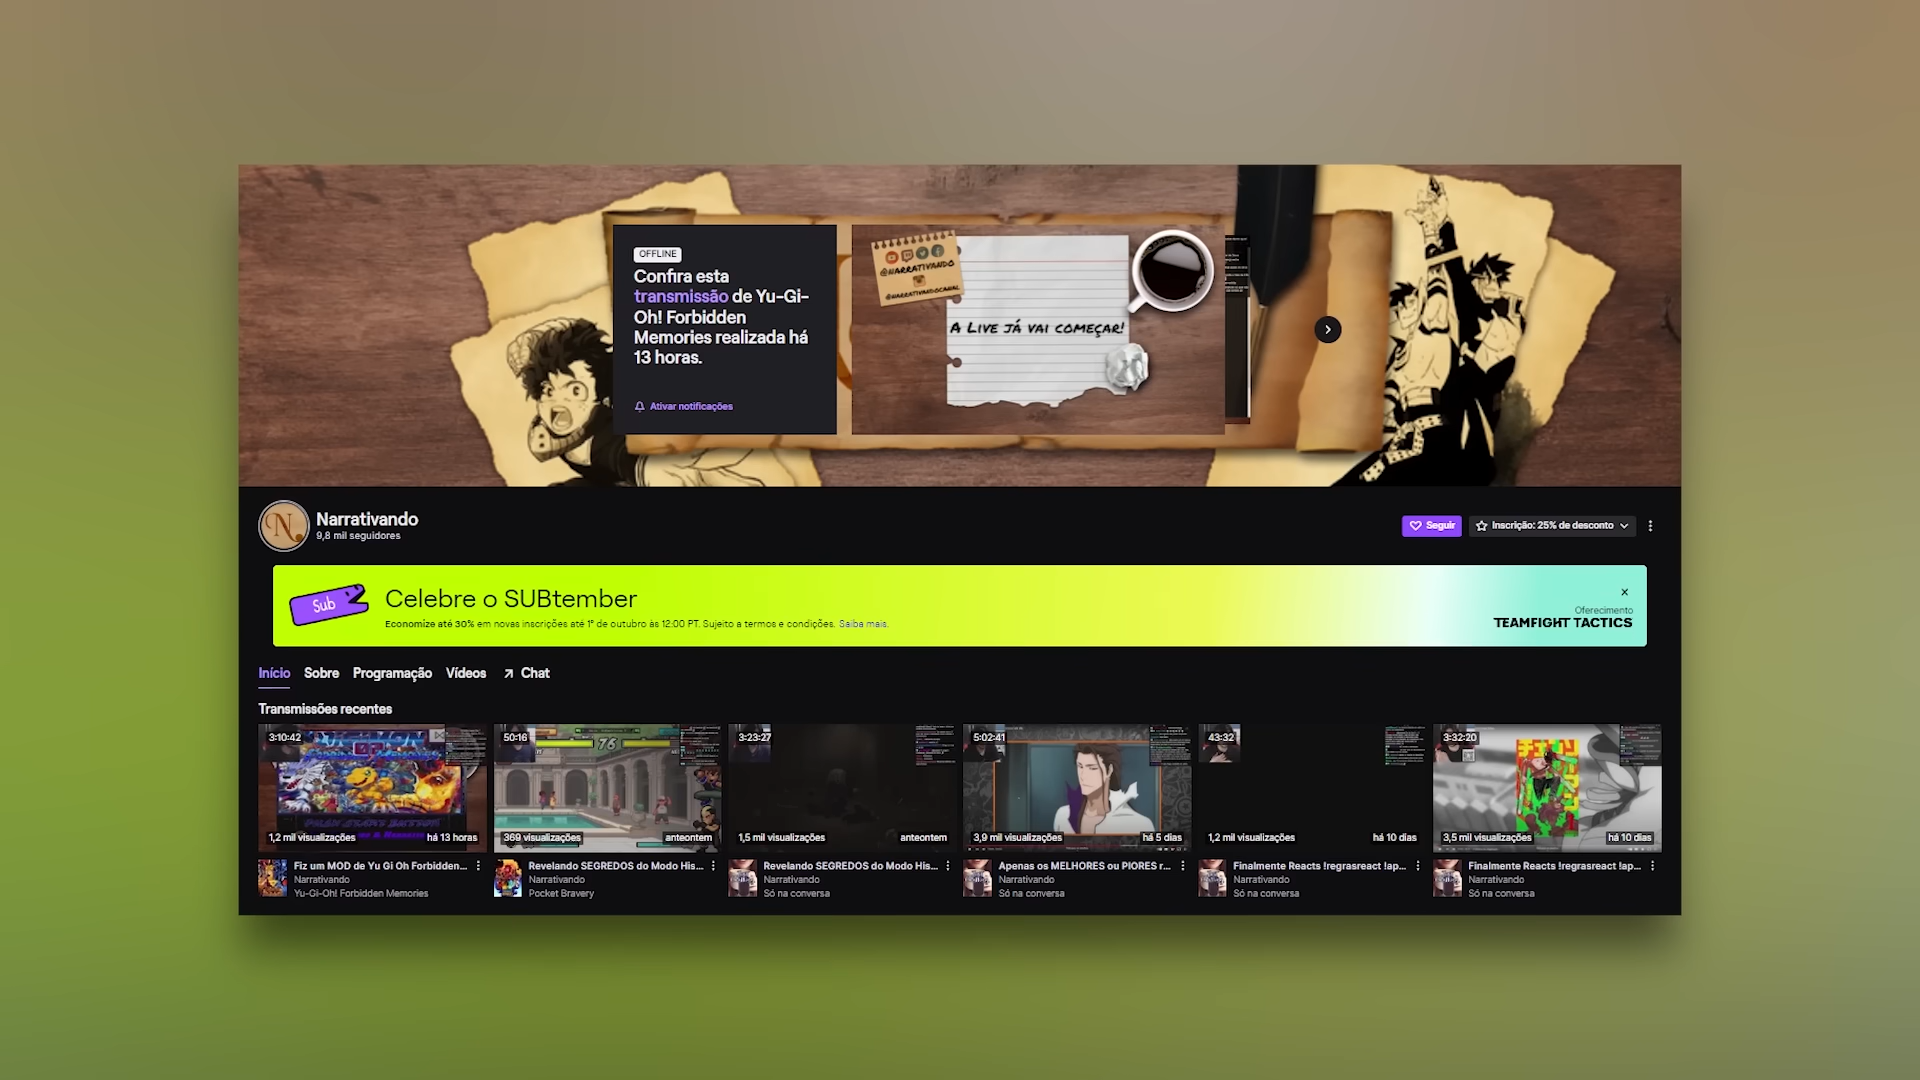 OFFLINE
Confira esta
transmissão de Yu-Gi-
Oh! Forbidden
Memories realizada há
13 horas.
Ativar notificações
@NARRATIVANDO
@NARRATIVANDOCANAL
A LIVE JÁ VAI COMEÇAR!
N
Narrativando
9,8 mil seguidores
Seguir
Inscrição: 25% de desconto
Sub
Celebre o SUBtember
Economize até 30% em novas inscrições até 1º de outubro às 12:00 PT. Sujeito a termos e condições. Saiba mais.
Oferecimento
TEAMFIGHT TACTICS
Início Sobre Programação Vídeos Chat
Transmissões recentes
3:10:42
1,2 mil visualizações há 13 horas
Fiz um MOD de Yu Gi Oh Forbidden...
Narrativando
Yu-Gi-Oh! Forbidden Memories
50:16
76
369 visualizações anteontem
Revelando SEGREDOS do Modo His...
Narrativando
Pocket Bravery
3:23:27
1,5 mil visualizações anteontem
Revelando SEGREDOS do Modo His...
Narrativando
Só na conversa
5:02:41
3,9 mil visualizações há 5 dias
Apenas os MELHORES ou PIORES r...
Narrativando
Só na conversa
43:32
1,2 mil visualizações há 10 dias
Finalmente Reacts !regrasreact !ap...
Narrativando
Só na conversa
3:32:20
3,5 mil visualizações há 10 dias
Finalmente Reacts !regrasreact !ap...
Narrativando
Só na conversa